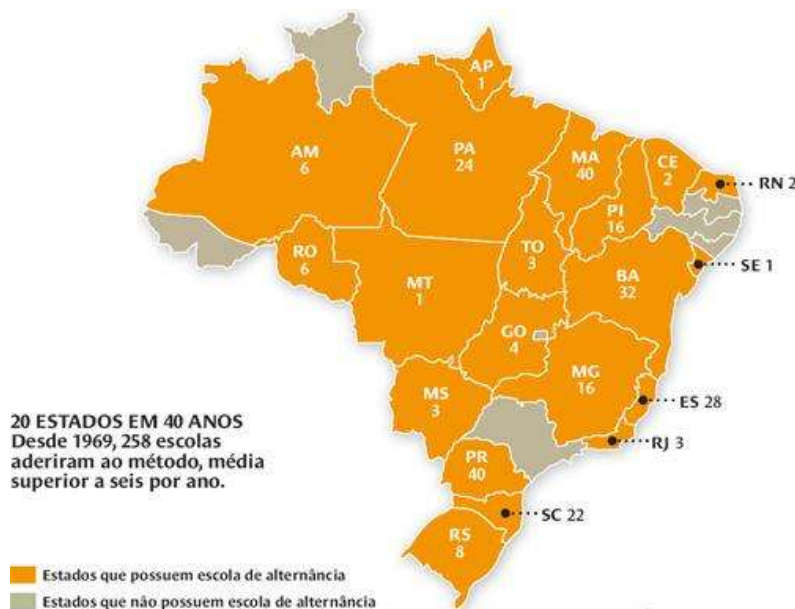 AP
1
AM
6
PA
24
MA
40
CE
2
RN 2
PI
16
RO
6
TO
3
SE 1
MT
1
BA
32
GO
4
MG
16
MS
3
ES 28
20 ESTADOS EM 40 ANOS
Desde 1969, 258 escolas
aderiram ao método, média
superior a seis por ano.
RJ 3
PR
40
SC 22
RS
8
Estados que possuem escola de alternância
Estados que não possuem escola de alternância